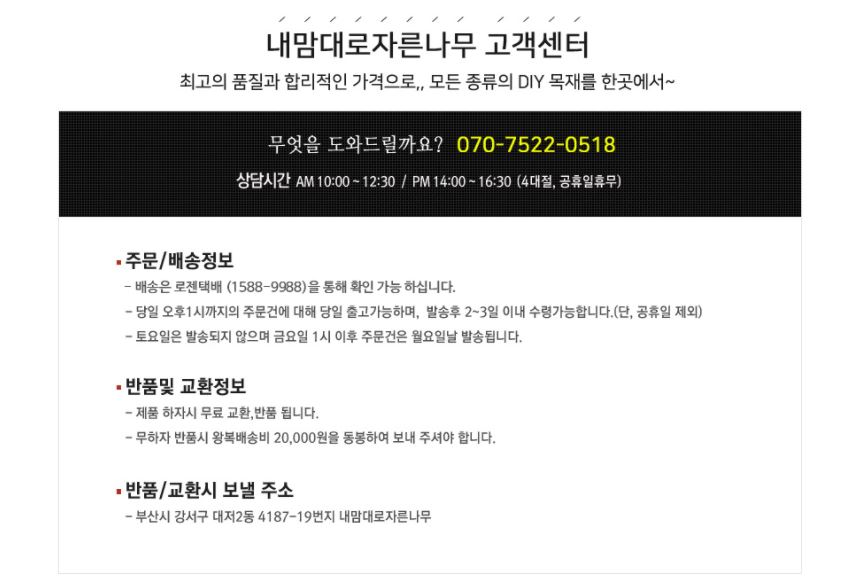 내맘대로자른나무 고객센터
최고의 품질과 합리적인 가격으로,, 모든 종류의 DIY 목재를 한곳에서~
무엇을 도와드릴까요? 070-7522-0518
상담시간 AM 10:00 ~ 12:30 / PM 14:00 ~ 16:30 (4대절, 공휴일휴무)
주문/배송정보
- 배송은 로젠택배 (1588-9988)을 통해 확인 가능 하십니다.
- 당일 오후1시까지의 주문건에 대해 당일 출고가능하며, 발송후 2~3일 이내 수령가능합니다.(단, 공휴일 제외)
- 토요일은 발송되지 않으며 금요일 1시 이후 주문건은 월요일날 발송됩니다.
반품및 교환정보
- 제품 하자시 무료 교환,반품 됩니다.
- 무하자 반품시 왕복배송비 20,000원을 동봉하여 보내 주셔야 합니다.
반품/교환시 보낼 주소
- 부산시 강서구 대저2동 4187-19번지 내맘대로자른나무